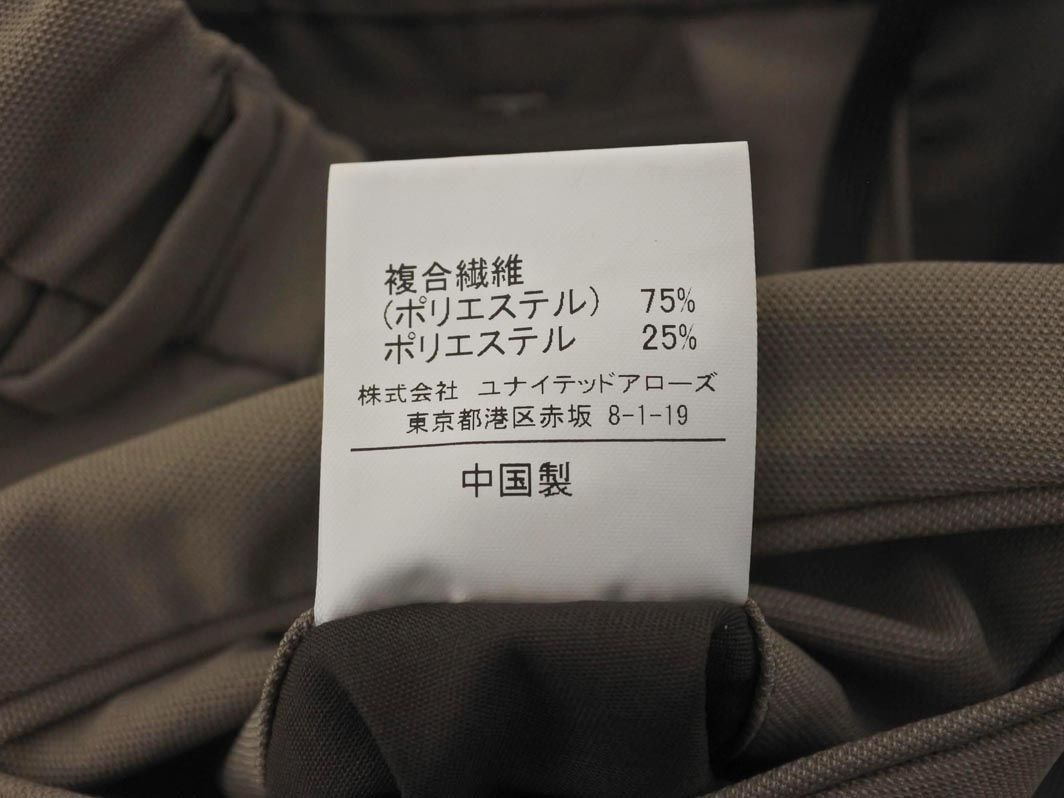 複合繊維
(ポリエステル) 75%
ポリエステル 25%
株式会社 ユナイテッドアローズ
東京都港区赤坂 8-1-19
中国製